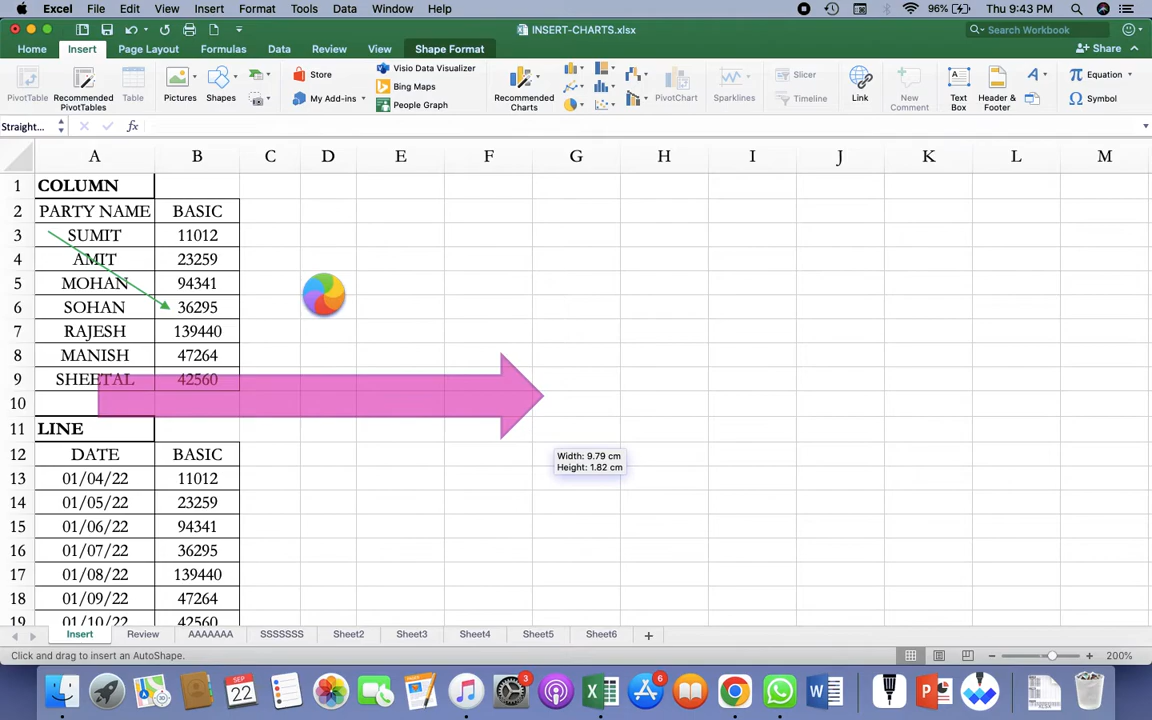 Excel File Edit View Insert Format Tools Data Window Help 96% Thu 9:43 PM
INSERT-CHARTS.xlsx Search Workbook
Home Insert Page Layout Formulas Data Review View Shape Format Share
PivotTable Recommended PivotTables Table Pictures Shapes Store My Add-ins Visio Data Visualizer Bing Maps People Graph Recommended Charts PivotChart Sparklines Slicer Timeline Link New Comment Text Box Header & Footer Equation Symbol
Straight... fx
A B C D E F G H I J K L M
1 COLUMN
2 PARTY NAME BASIC
3 SUMIT 11012
4 AMIT 23259
5 MOHAN 94341
6 SOHAN 36295
7 RAJESH 139440
8 MANISH 47264
9 SHEETAL 42560
10
11 LINE
12 DATE BASIC
13 01/04/22 11012
14 01/05/22 23259
15 01/06/22 94341
16 01/07/22 36295
17 01/08/22 139440
18 01/09/22 47264
19 01/10/22 42560
Width: 9.79 cm
Height: 1.82 cm
Insert Review AAAAAAA SSSSSSS Sheet2 Sheet3 Sheet4 Sheet5 Sheet6
Click and drag to insert an AutoShape. 200%
SEP
22
3
6